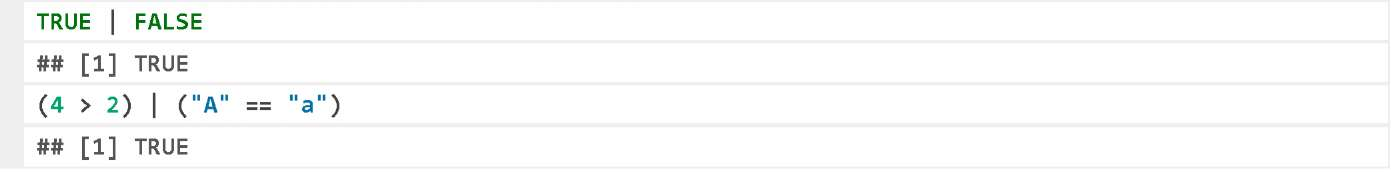 TRUE | FALSE
## [1] TRUE
(4 > 2) | ("A" == "a")
## [1] TRUE